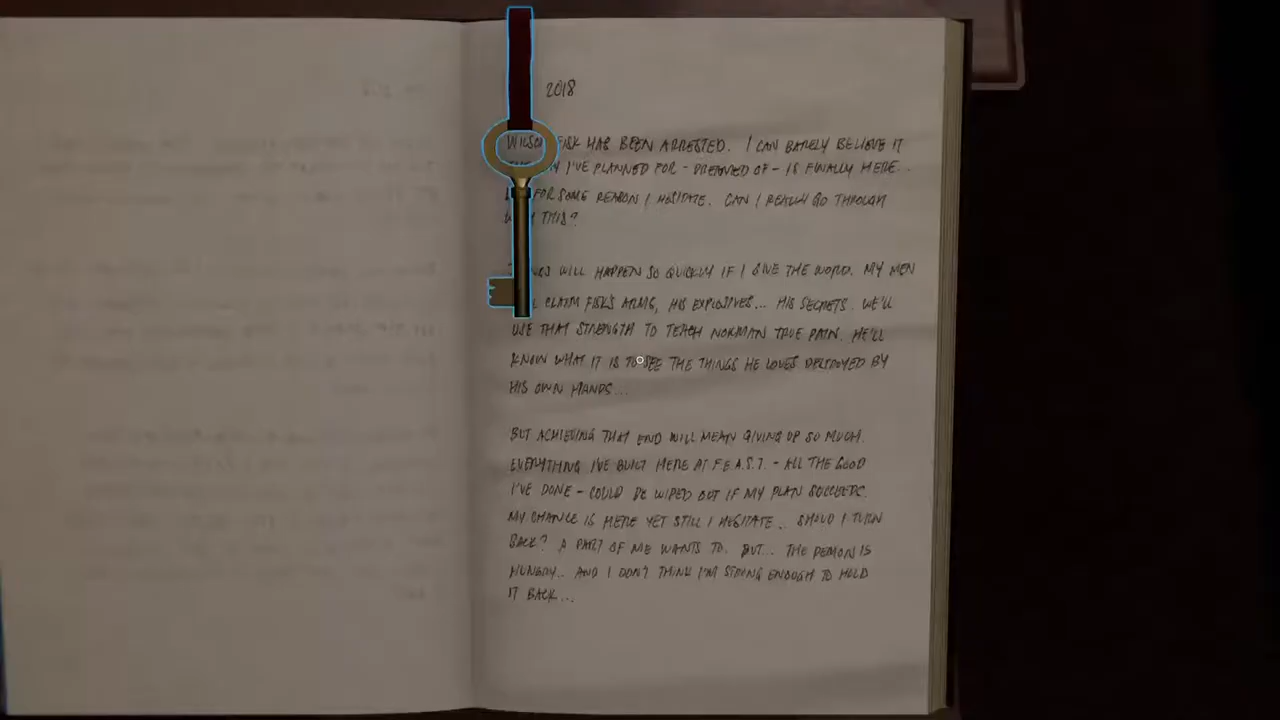 2018
WILSON FISK HAS BEEN ARRESTED. I CAN BARELY BELIEVE IT
I'VE PLANNED FOR - DREAMED OF - IS FINALLY HERE..
FOR SOME REASON I HESITATE. CAN I REALLY GO THROUGH
THIS?
WILL HAPPEN SO QUICKLY IF I GIVE THE WORD. MY MEN
CLAIM FISK'S ARMS, HIS EXPLOSIVES... HIS SECRETS. WE'LL
USE THAT STRENGTH TO TEACH NORMAN TRUE PAIN. HE'LL
KNOW WHAT IT IS TO SEE THE THINGS HE LOVES DESTROYED BY
HIS OWN HANDS...
BUT ACHIEVING THAT END WILL MEAN GIVING UP SO MUCH.
EVERYTHING I'VE BUILT HERE AT F.E.A.S.T. - ALL THE GOOD
I'VE DONE - COULD BE WIPED OUT IF MY PLAN SUCCEEDS.
MY CHANCE IS HERE YET STILL I HESITATE... SHOULD I TURN
BACK? A PART OF ME WANTS TO. BUT... THE DEMON IS
HUNGRY... AND I DON'T THINK I'M STRONG ENOUGH TO HOLD
IT BACK...